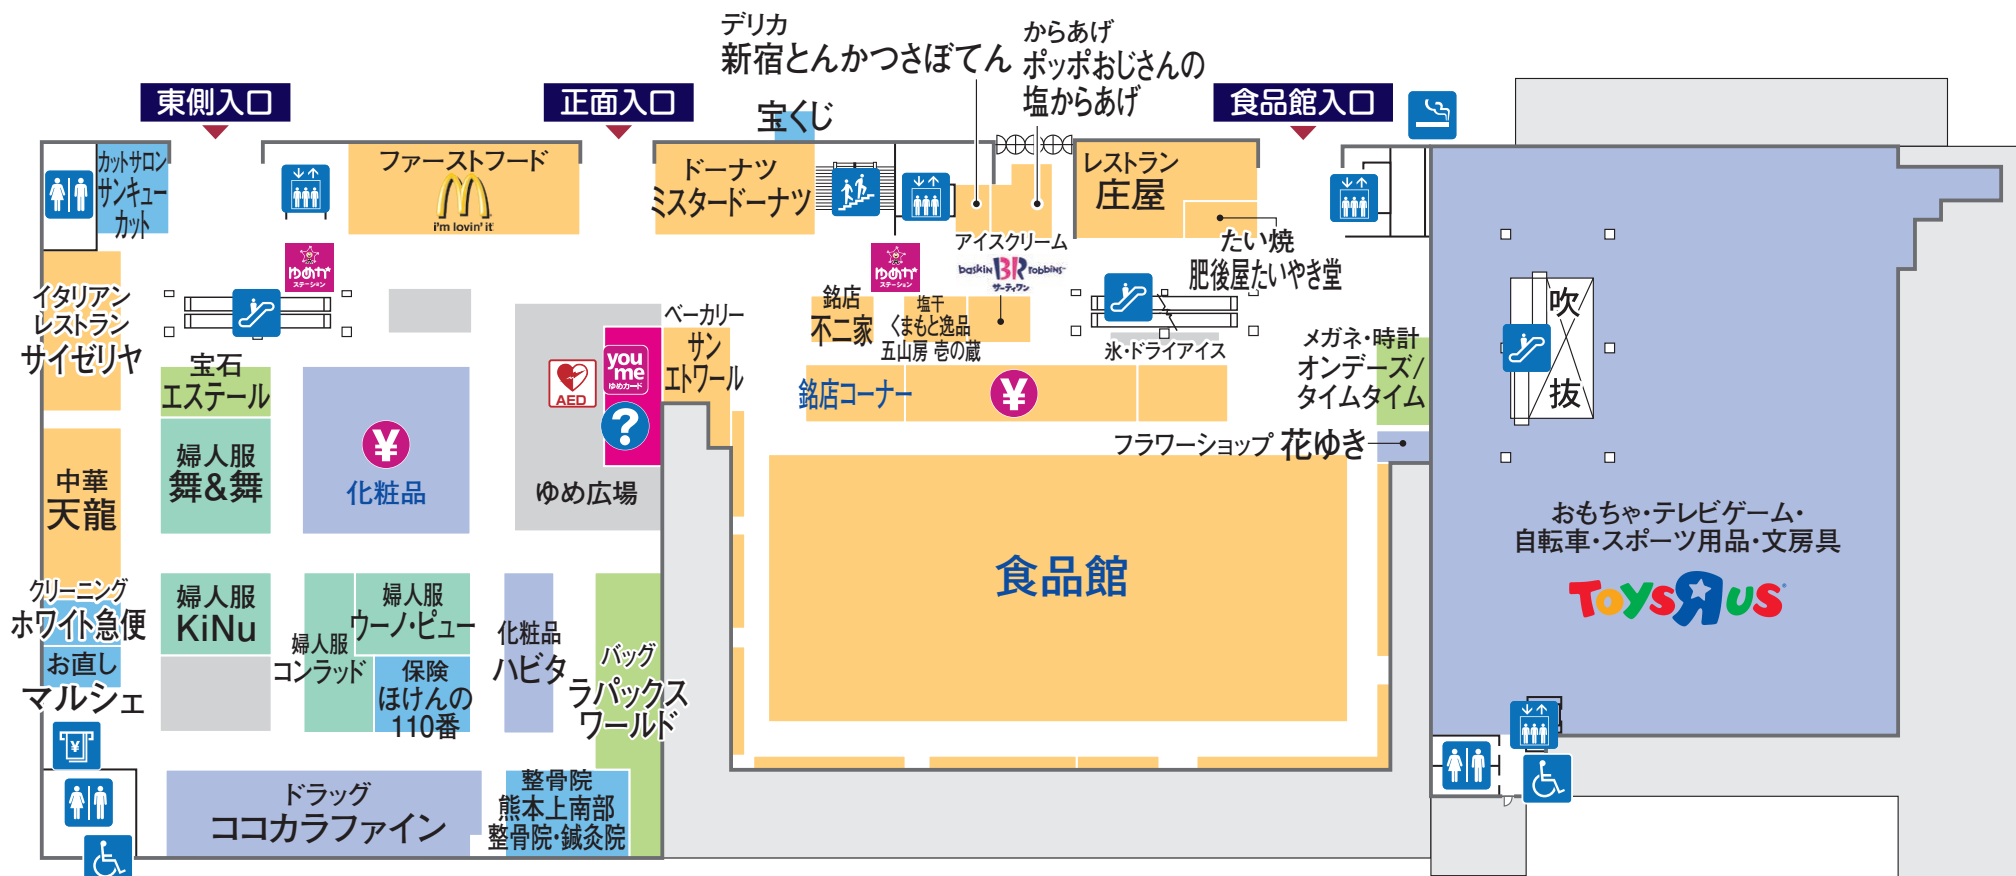 デリカ
新宿とんかつさぼてん
からあげ
ポッポおじさんの
塩からあげ
東側入口
正面入口
食品館入口
宝くじ
カットサロン
サンキュー
カット
ファーストフード
i'm lovin' it
ドーナツ
ミスタードーナツ
レストラン
庄屋
たい焼
肥後屋たいやき堂
アイスクリーム
baskin BR robbins
サーティワン
ゆめか
ステーション
ゆめか
ステーション
イタリアン
レストラン
サイゼリヤ
宝石
エステール
婦人服
舞&舞
¥
化粧品
AED
you
me
ゆめカード
?
ゆめ広場
ベーカリー
サン
エトワール
銘店
不二家
塩干
くまもと逸品
五山房 壱の蔵
氷・ドライアイス
銘店コーナー
¥
メガネ・時計
オンデーズ/
タイムタイム
フラワーショップ 花ゆき
吹
抜
中華
天龍
クリーニング
ホワイト急便
お直し
マルシェ
¥
婦人服
KiNu
婦人服
コンラッド
婦人服
ウーノ・ピュー
保険
ほけんの
110番
化粧品
ハビタ
バッグ
ラパックス
ワールド
食品館
おもちゃ・テレビゲーム・
自転車・スポーツ用品・文房具
ToysЯus
ドラッグ
ココカラファイン
整骨院
熊本上南部
整骨院・鍼灸院